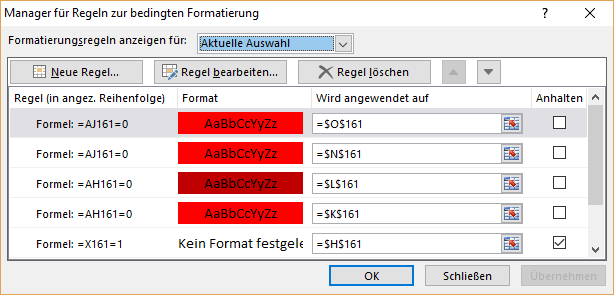 Manager für Regeln zur bedingten Formatierung ? ×
Formatierungsregeln anzeigen für: Aktuelle Auswahl
Neue Regel... Regel bearbeiten... Regel löschen
Regel (in angez. Reihenfolge) Format Wird angewendet auf Anhalten
Formel: =AJ161=0 AaBbCcYyZz =$O$161
Formel: =AJ161=0 AaBbCcYyZz =$N$161
Formel: =AH161=0 AaBbCcYyZz =$L$161
Formel: =AH161=0 AaBbCcYyZz =$K$161
Formel: =X161=1 Kein Format festgele =$H$161
OK Schließen Übernehmen